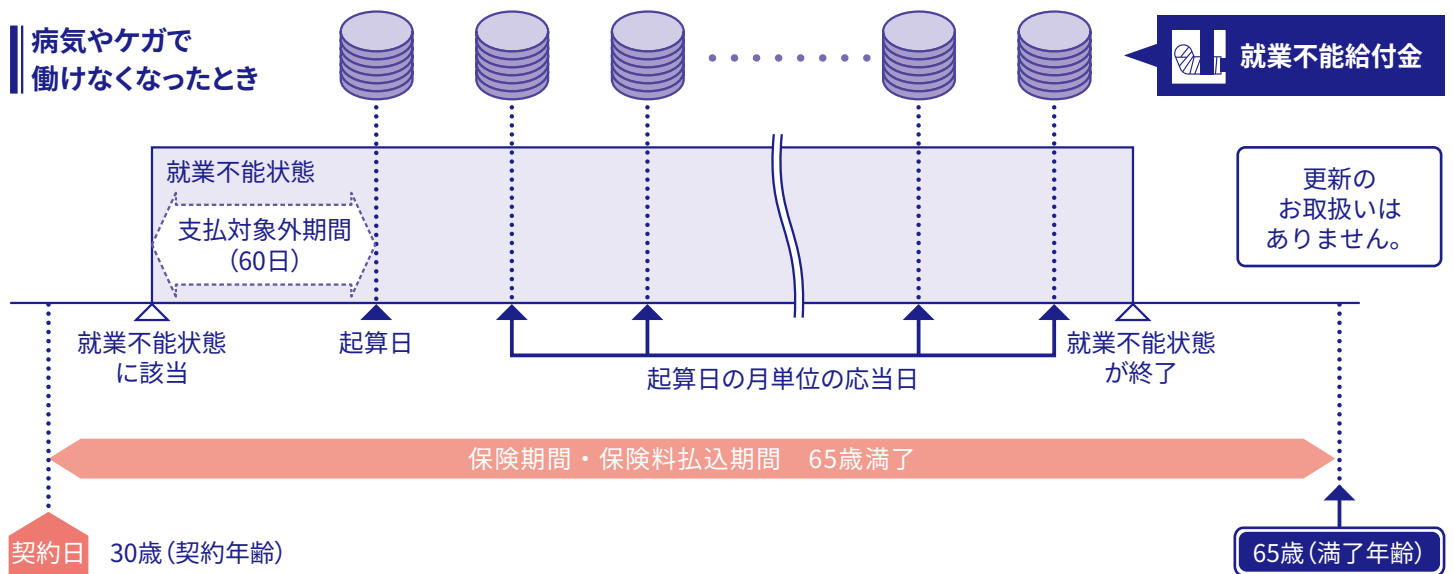 病気やケガで
働けなくなったとき
就業不能給付金
就業不能状態
支払対象外期間
（60日）
更新の
お取扱いは
ありません。
就業不能状態
に該当
起算日
起算日の月単位の応当日
就業不能状態
が終了
保険期間・保険料払込期間　65歳満了
契約日
30歳（契約年齢）
65歳（満了年齢）